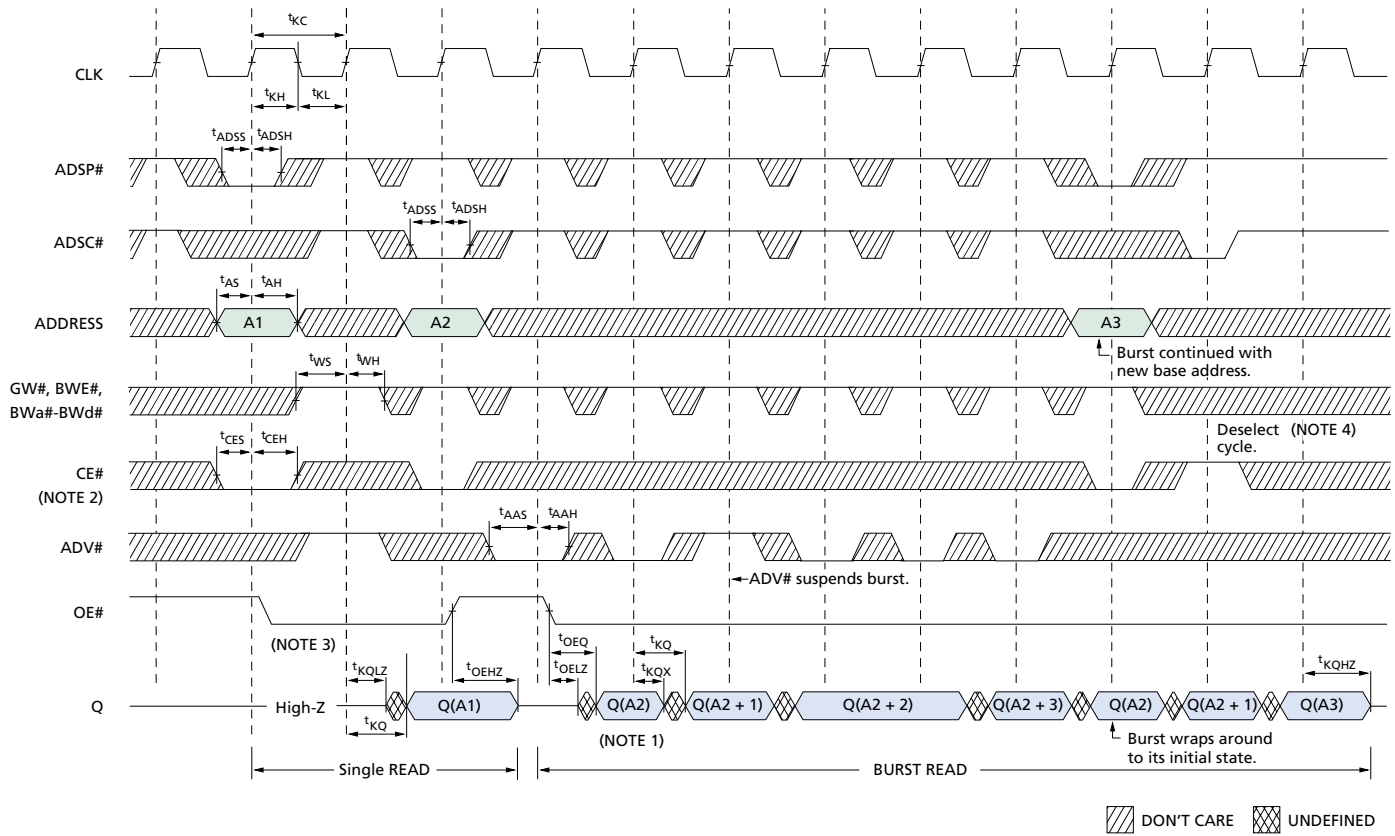 tKC
CLK
tKH
tKL
tADSS
tADSH
ADSP#
tADSS
tADSH
ADSC#
tAS
tAH
ADDRESS
A1
A2
A3
Burst continued with
new base address.
tWS
tWH
GW#, BWE#,
BWa#-BWd#
Deselect (NOTE 4)
cycle.
tCES
tCEH
CE#
(NOTE 2)
tAAS
tAAH
ADV#
ADV# suspends burst.
OE#
(NOTE 3)
tKQLZ
tOEHZ
tOEQ
tOELZ
tKQ
tKQX
tKQHZ
Q
High-Z
Q(A1)
Q(A2)
Q(A2 + 1)
Q(A2 + 2)
Q(A2 + 3)
Q(A2)
Q(A2 + 1)
Q(A3)
tKQ
(NOTE 1)
Burst wraps around
to its initial state.
Single READ
BURST READ
DON'T CARE
UNDEFINED